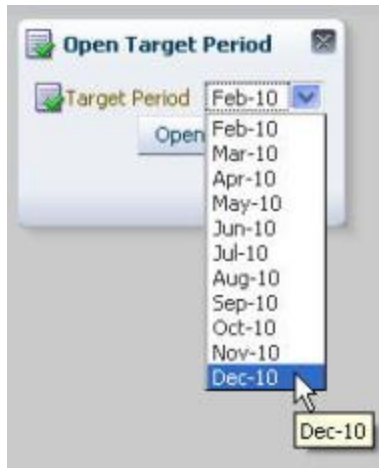 Open Target Period
Target Period Feb-10
Open
Feb-10
Mar-10
Apr-10
May-10
Jun-10
Jul-10
Aug-10
Sep-10
Oct-10
Nov-10
Dec-10
Dec-10